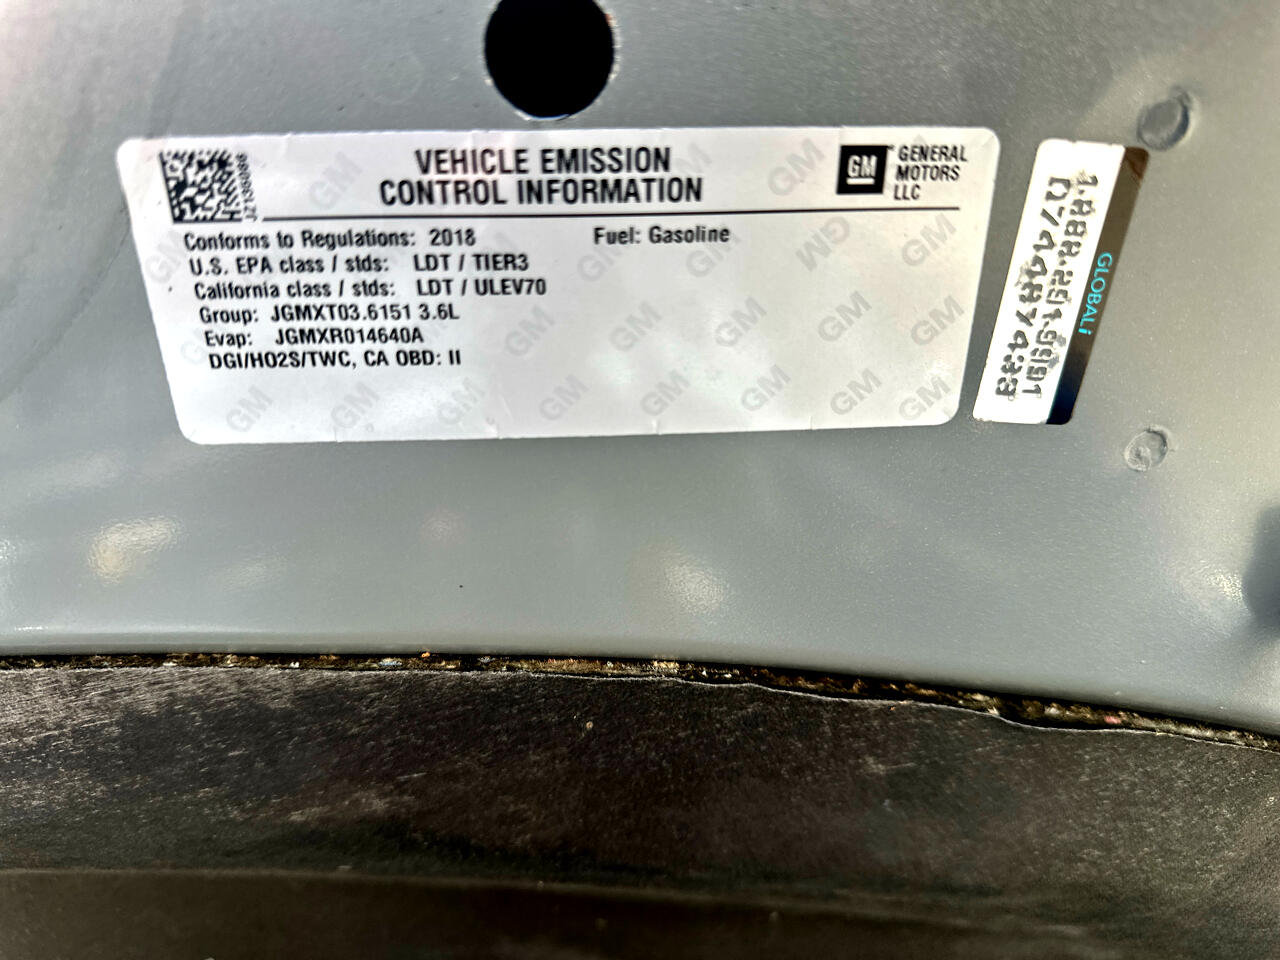 VEHICLE EMISSION
CONTROL INFORMATION
GM
GENERAL
MOTORS
LLC
Conforms to Regulations: 2018
Fuel: Gasoline
U.S. EPA class / stds: LDT / TIER3
California class / stds: LDT / ULEV70
Group: JGMXT03.6151 3.6L
Evap: JGMXR014640A
DGI/HO2S/TWC, CA OBD: II
GLOBALi